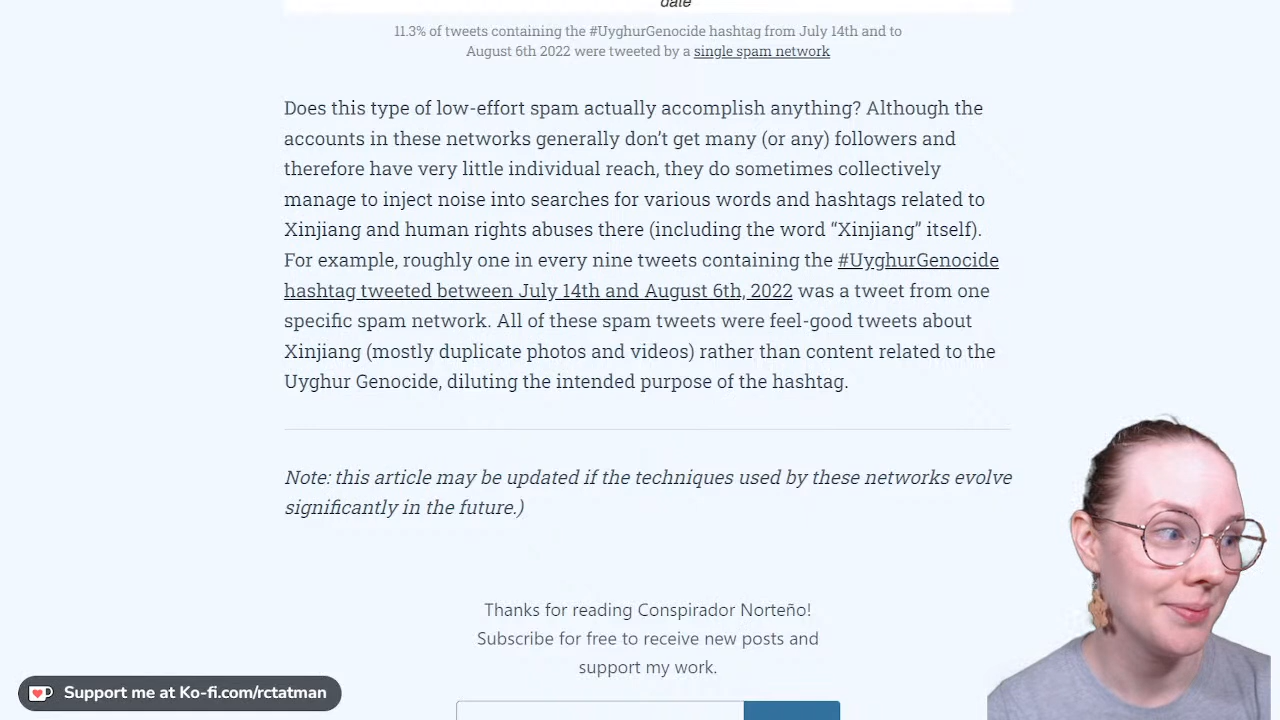 date
11.3% of tweets containing the #UyghurGenocide hashtag from July 14th and to
August 6th 2022 were tweeted by a single spam network
Does this type of low-effort spam actually accomplish anything? Although the
accounts in these networks generally don’t get many (or any) followers and
therefore have very little individual reach, they do sometimes collectively
manage to inject noise into searches for various words and hashtags related to
Xinjiang and human rights abuses there (including the word “Xinjiang” itself).
For example, roughly one in every nine tweets containing the #UyghurGenocide
hashtag tweeted between July 14th and August 6th, 2022 was a tweet from one
specific spam network. All of these spam tweets were feel-good tweets about
Xinjiang (mostly duplicate photos and videos) rather than content related to the
Uyghur Genocide, diluting the intended purpose of the hashtag.
Note: this article may be updated if the techniques used by these networks evolve
significantly in the future.)
Thanks for reading Conspirador Norteño!
Subscribe for free to receive new posts and
support my work.
Support me at Ko-fi.com/rctatman